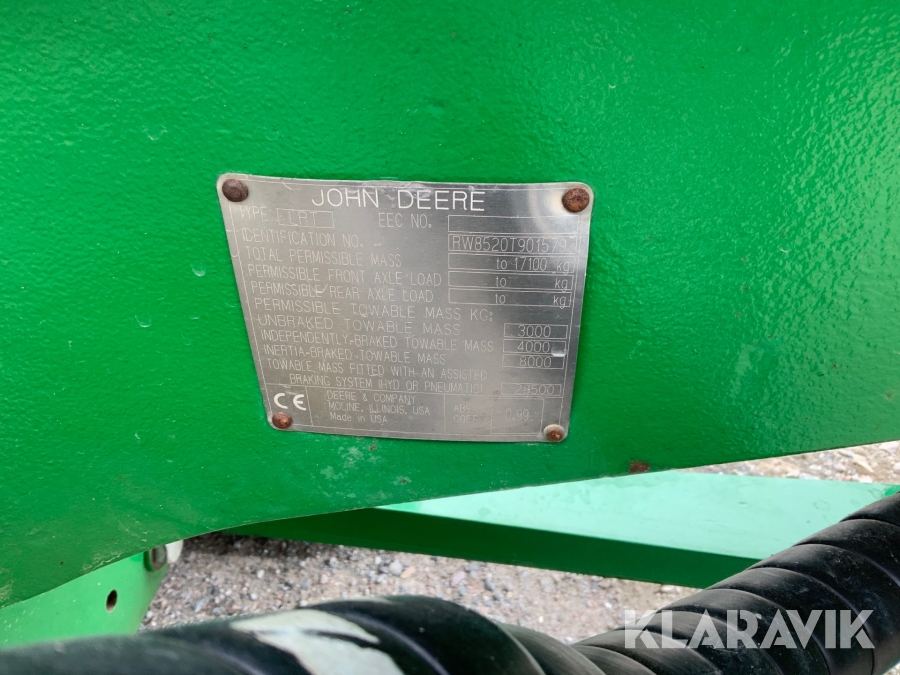 JOHN DEERE
TYPE EEC NO.
IDENTIFICATION NO. RW8520T901579
TOTAL PERMISSIBLE MASS to 17100 kg
PERMISSIBLE FRONT AXLE LOAD to kg
PERMISSIBLE REAR AXLE LOAD to kg
PERMISSIBLE TOWABLE MASS KG:
UNBRAKED TOWABLE MASS 3000
INDEPENDENTLY-BRAKED TOWABLE MASS 4000
INERTIA-BRAKED TOWABLE MASS 8000
TOWABLE MASS FITTED WITH AN ASSISTED
BRAKING SYSTEM (HYD OR PNEUMATIC)
CE DEERE & COMPANY
MOLINE, ILLINOIS, USA
Made in USA
KLARAVIK